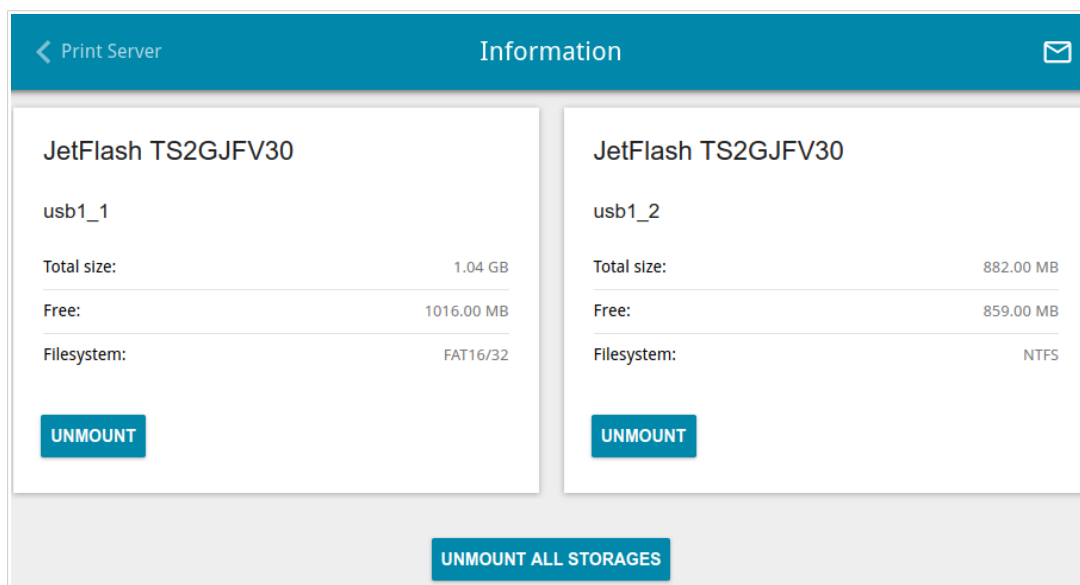 Print Server
Information
JetFlash TS2GJFV30
usb1_1
Total size: 1.04 GB
Free: 1016.00 MB
Filesystem: FAT16/32
UNMOUNT
JetFlash TS2GJFV30
usb1_2
Total size: 882.00 MB
Free: 859.00 MB
Filesystem: NTFS
UNMOUNT
UNMOUNT ALL STORAGES